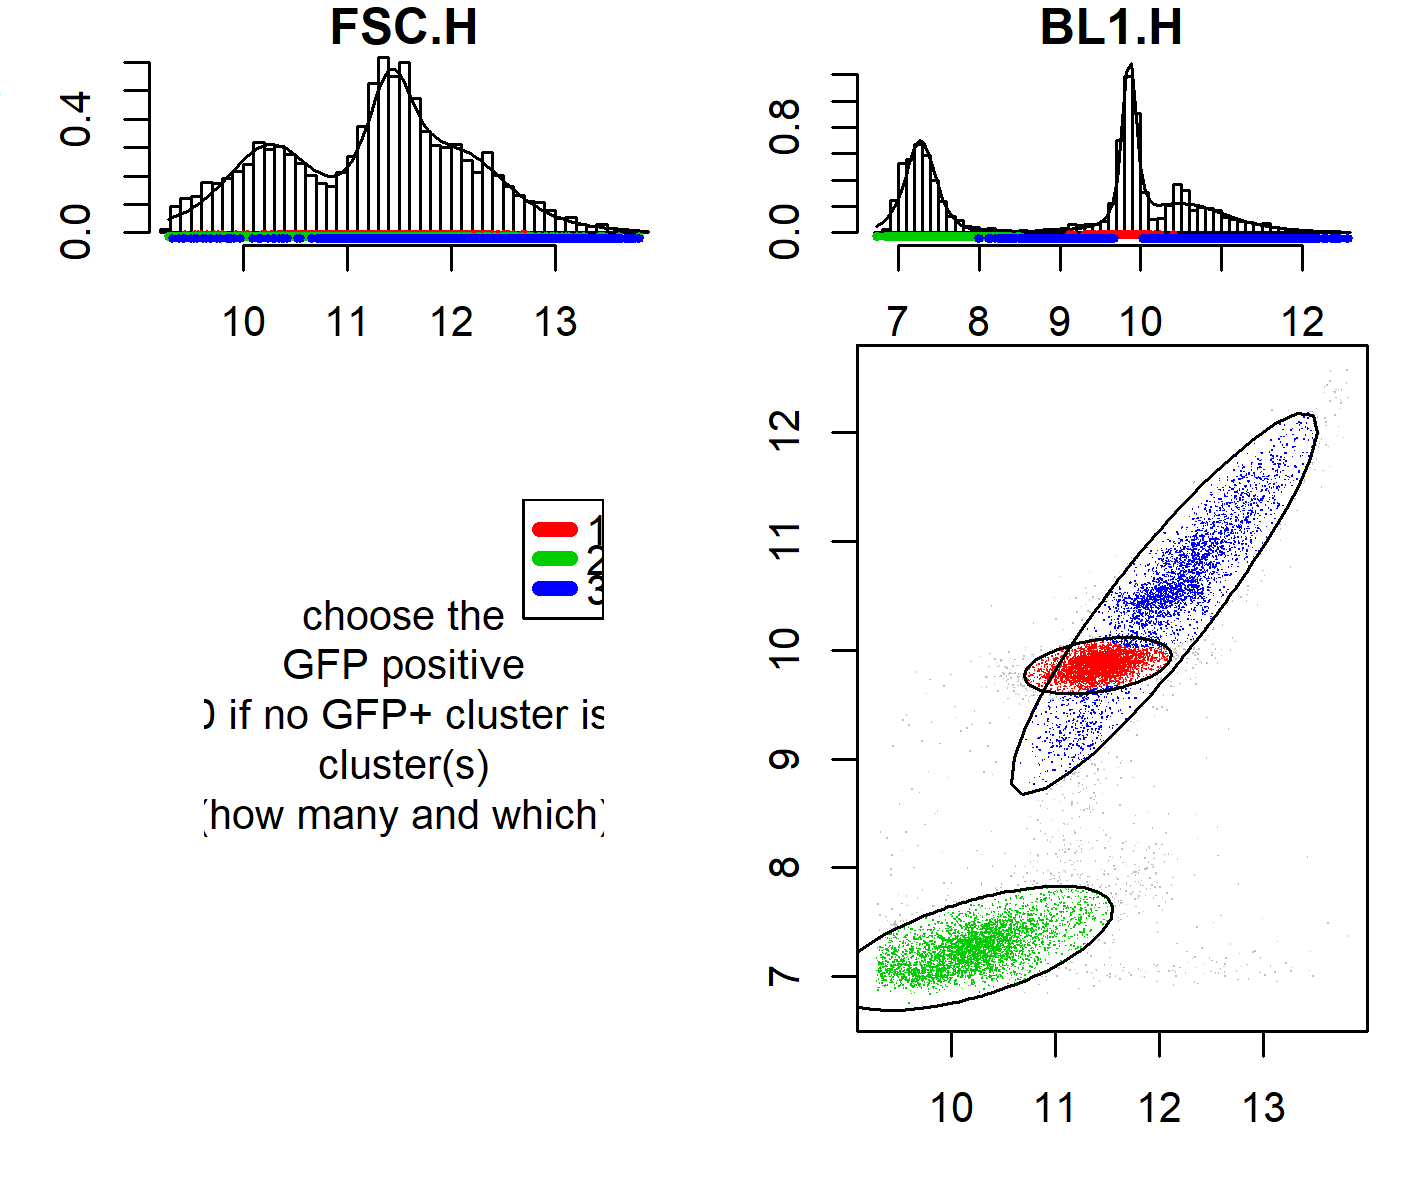 FSC.H
BL1.H
0.4
0.0
10 11 12 13
0.8
0.0
7 8 9 10 12
1
2
3
choose the
GFP positive
0 if no GFP+ cluster is
cluster(s)
(how many and which)
12
11
10
9
8
7
10 11 12 13